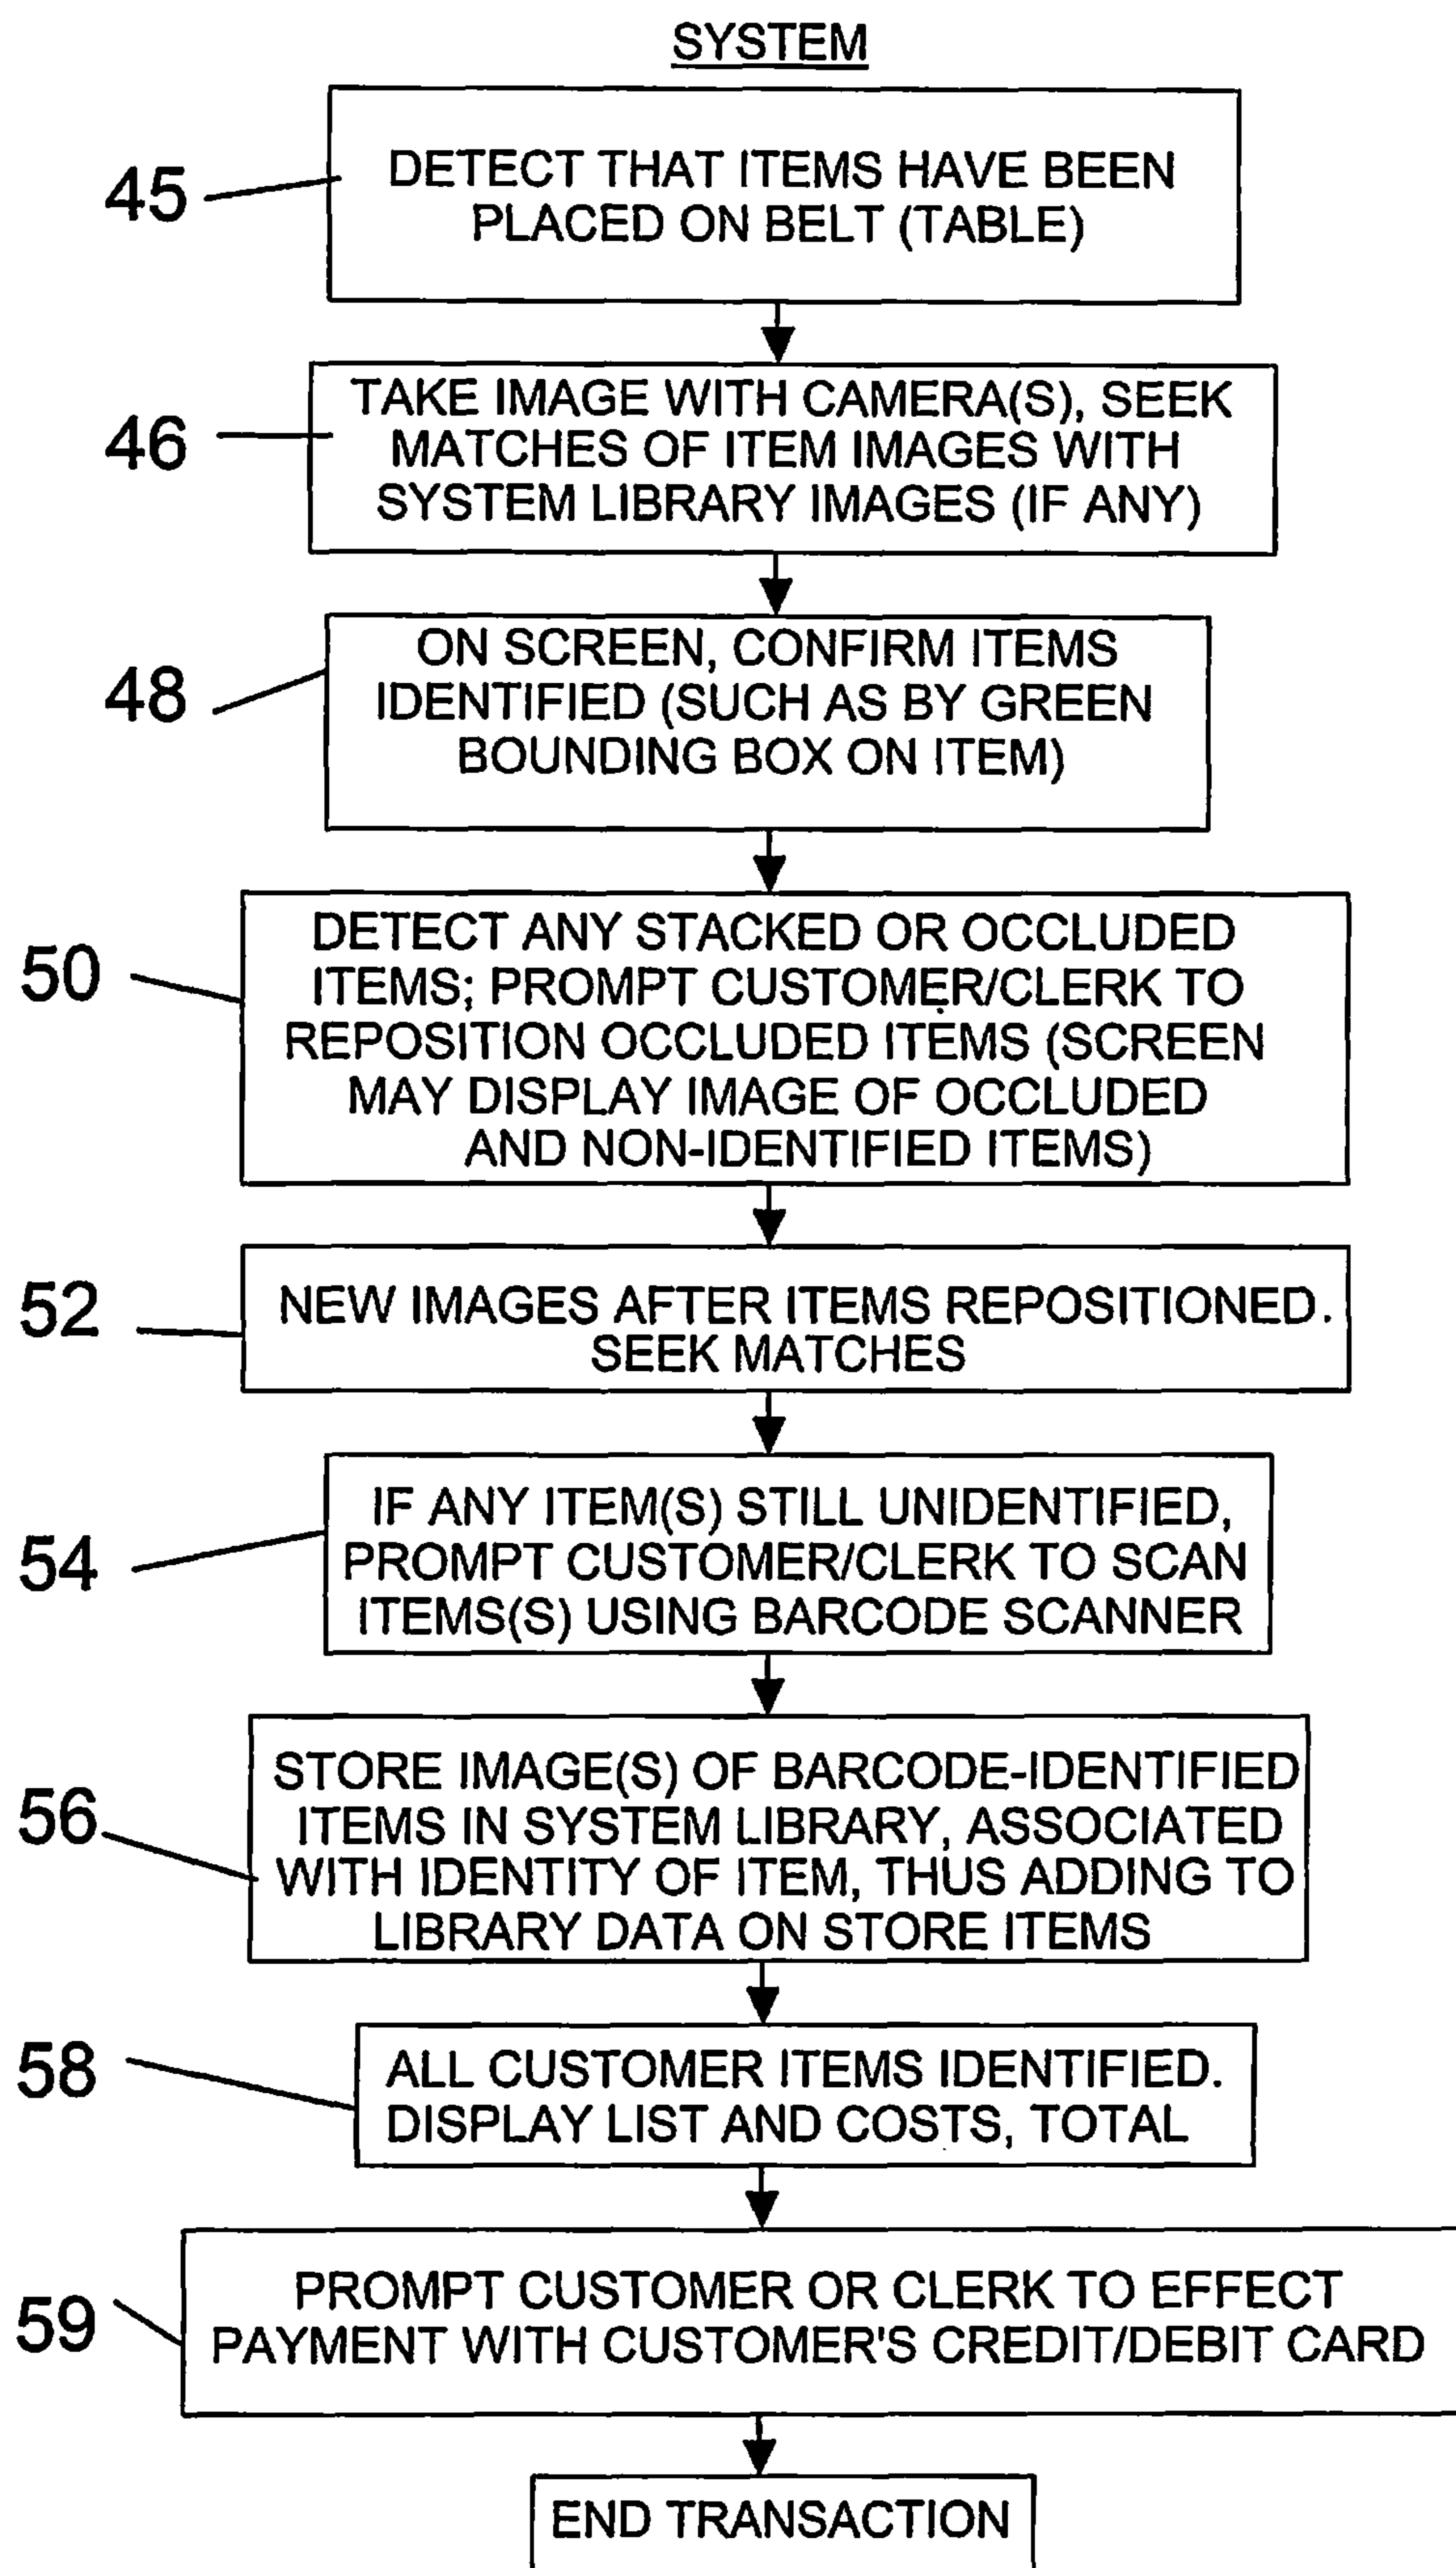 SYSTEM
45
DETECT THAT ITEMS HAVE BEEN
PLACED ON BELT (TABLE)
46
TAKE IMAGE WITH CAMERA(S), SEEK
MATCHES OF ITEM IMAGES WITH
SYSTEM LIBRARY IMAGES (IF ANY)
48
ON SCREEN, CONFIRM ITEMS
IDENTIFIED (SUCH AS BY GREEN
BOUNDING BOX ON ITEM)
50
DETECT ANY STACKED OR OCCLUDED
ITEMS; PROMPT CUSTOMER/CLERK TO
REPOSITION OCCLUDED ITEMS (SCREEN
MAY DISPLAY IMAGE OF OCCLUDED
AND NON-IDENTIFIED ITEMS)
52
NEW IMAGES AFTER ITEMS REPOSITIONED.
SEEK MATCHES
54
IF ANY ITEM(S) STILL UNIDENTIFIED,
PROMPT CUSTOMER/CLERK TO SCAN
ITEMS(S) USING BARCODE SCANNER
56
STORE IMAGE(S) OF BARCODE-IDENTIFIED
ITEMS IN SYSTEM LIBRARY, ASSOCIATED
WITH IDENTITY OF ITEM, THUS ADDING TO
LIBRARY DATA ON STORE ITEMS
58
ALL CUSTOMER ITEMS IDENTIFIED.
DISPLAY LIST AND COSTS, TOTAL
59
PROMPT CUSTOMER OR CLERK TO EFFECT
PAYMENT WITH CUSTOMER'S CREDIT/DEBIT CARD
END TRANSACTION